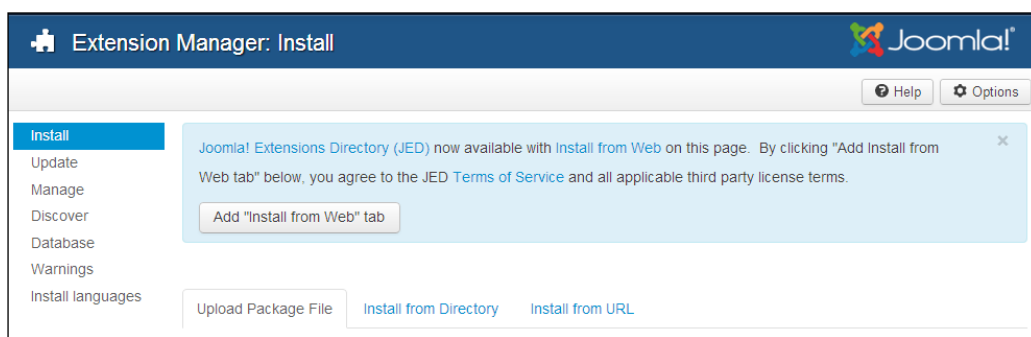 Extension Manager: Install
Joomla!®
Help
Options
Install
Update
Manage
Discover
Database
Warnings
Install languages
Joomla! Extensions Directory (JED) now available with Install from Web on this page. By clicking "Add Install from
Web tab" below, you agree to the JED Terms of Service and all applicable third party license terms.
×
Add "Install from Web" tab
Upload Package File
Install from Directory
Install from URL